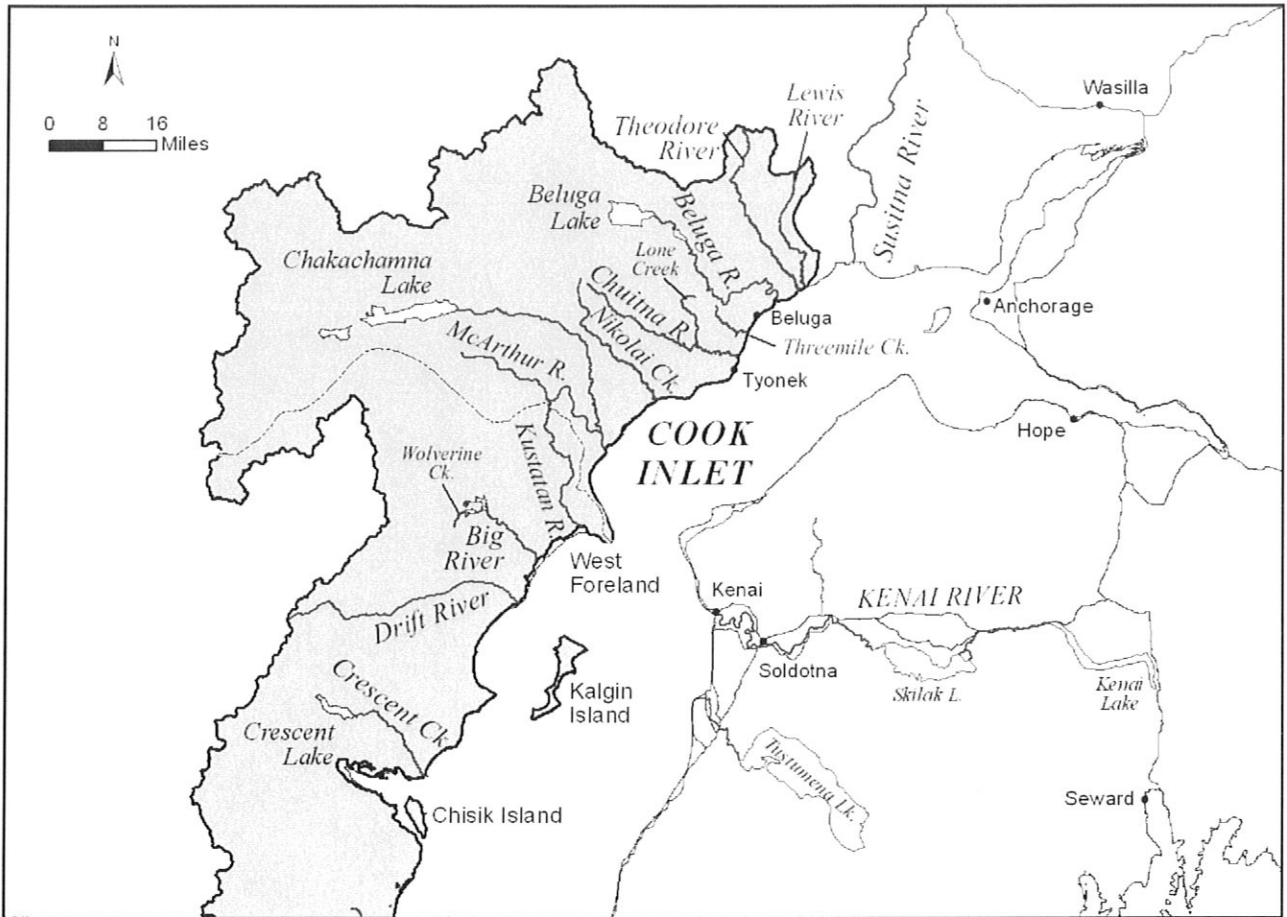 N
0 8 16
Miles
Wasilla
Lewis
River
Theodore
River
Susitna River
Beluga
Lake
Beluga R.
Lone
Creek
Chakachamna
Lake
Chuitna R.
Anchorage
Beluga
Nikolai Ck.
McArthur R.
Threemile Ck.
Tyonek
COOK
INLET
Hope
Kustatan R.
Wolverine
Ck.
Big
River
West
Foreland
Kenai
KENAI RIVER
Drift River
Soldotna
Skilak L.
Kenai
Lake
Kalgin
Island
Crescent Ck.
Crescent
Lake
Tustumena Lk.
Seward
Chisik Island